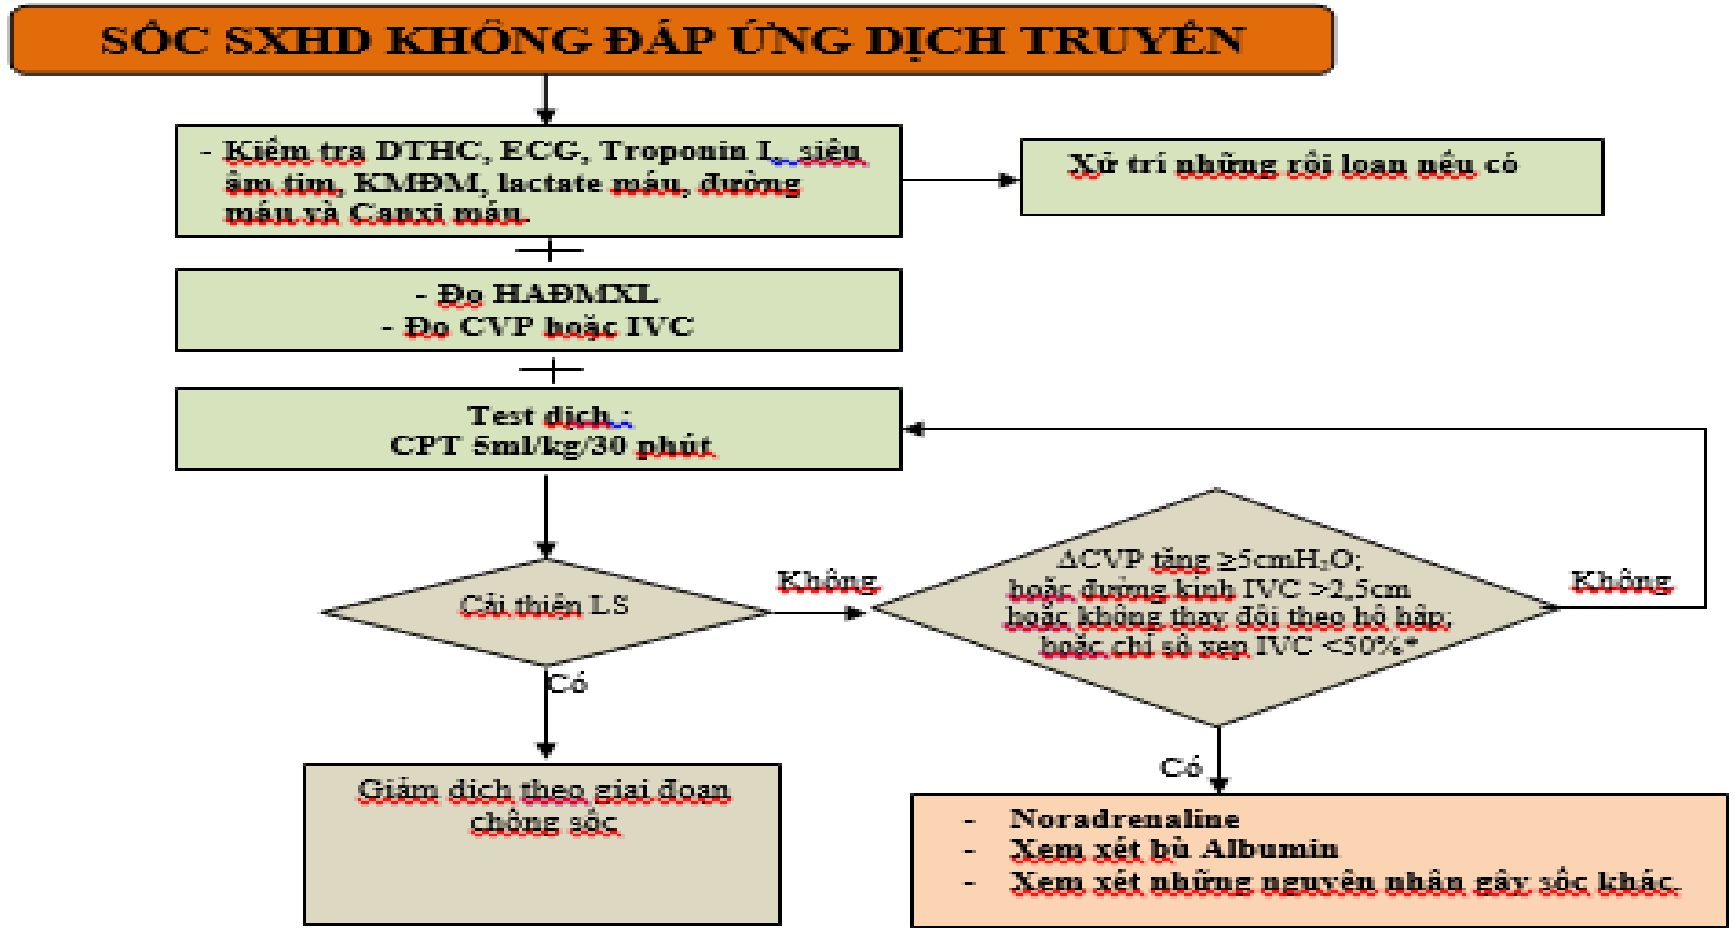 SỐC SXHD KHÔNG ĐÁP ỨNG DỊCH TRUYỀN
- Kiểm tra DTHC, ECG, Troponin I, siêu
âm tim, KMĐM, lactate máu, đường
máu và Canxi máu.
Xử trí những rối loạn nếu có
- Đo HAĐMXL
- Đo CVP hoặc IVC
Test dịch :
CPT 5ml/kg/30 phút
Cải thiện LS
Không
ΔCVP tăng ≥5cmH₂O;
hoặc đường kính IVC >2,5cm
hoặc không thay đổi theo hô hấp;
hoặc chỉ số xẹp IVC <50%*
Không
Có
Có
Giảm dịch theo giai đoạn
chống sốc
- Noradrenaline
- Xem xét bù Albumin
- Xem xét những nguyên nhân gây sốc khác.